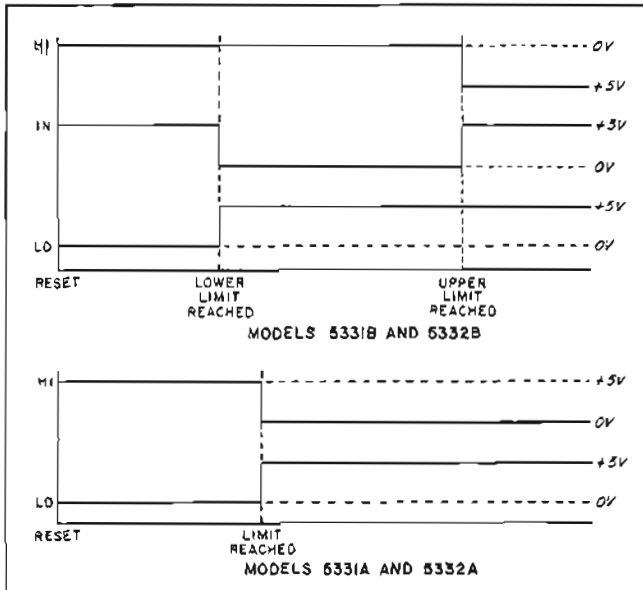 HI
0V
+5V
IN
+5V
0V
+5V
LO
0V
RESET
LOWER
LIMIT
REACHED
UPPER
LIMIT
REACHED
MODELS 5331B AND 5332B
HI
+5V
0V
+5V
LO
0V
RESET
LIMIT
REACHED
MODELS 5331A AND 5332A